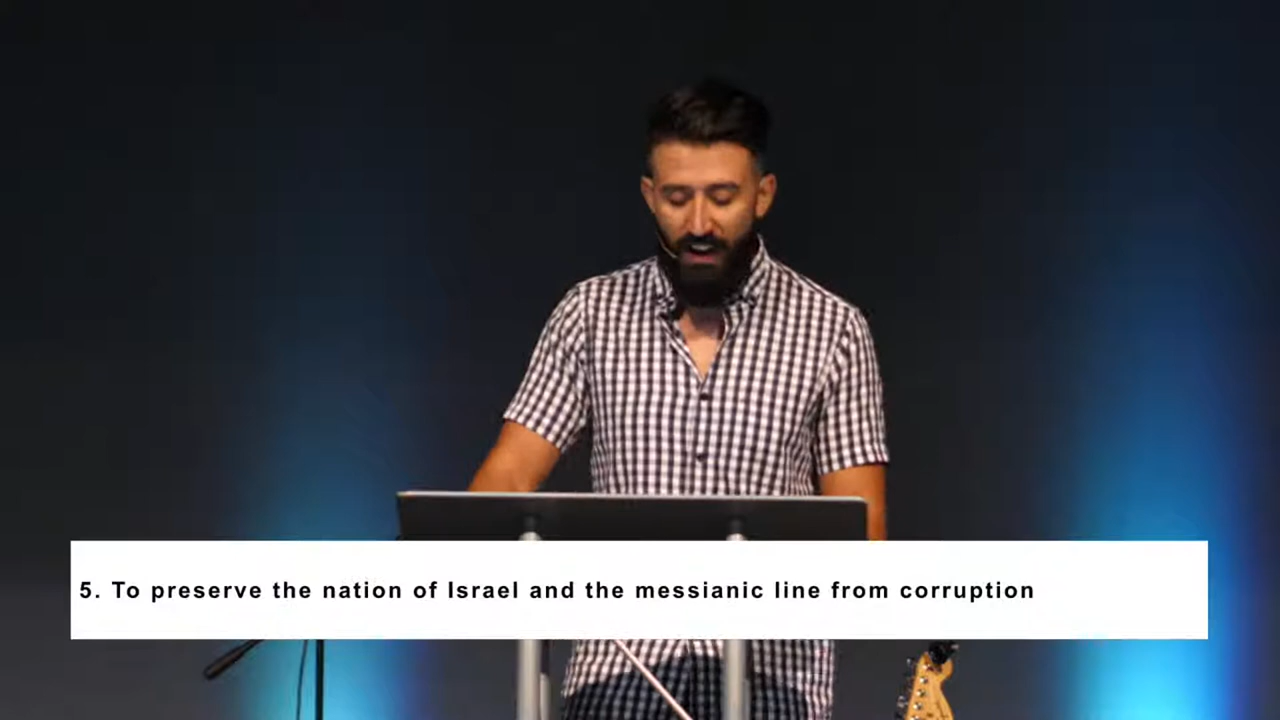 5. To preserve the nation of Israel and the messianic line from corruption